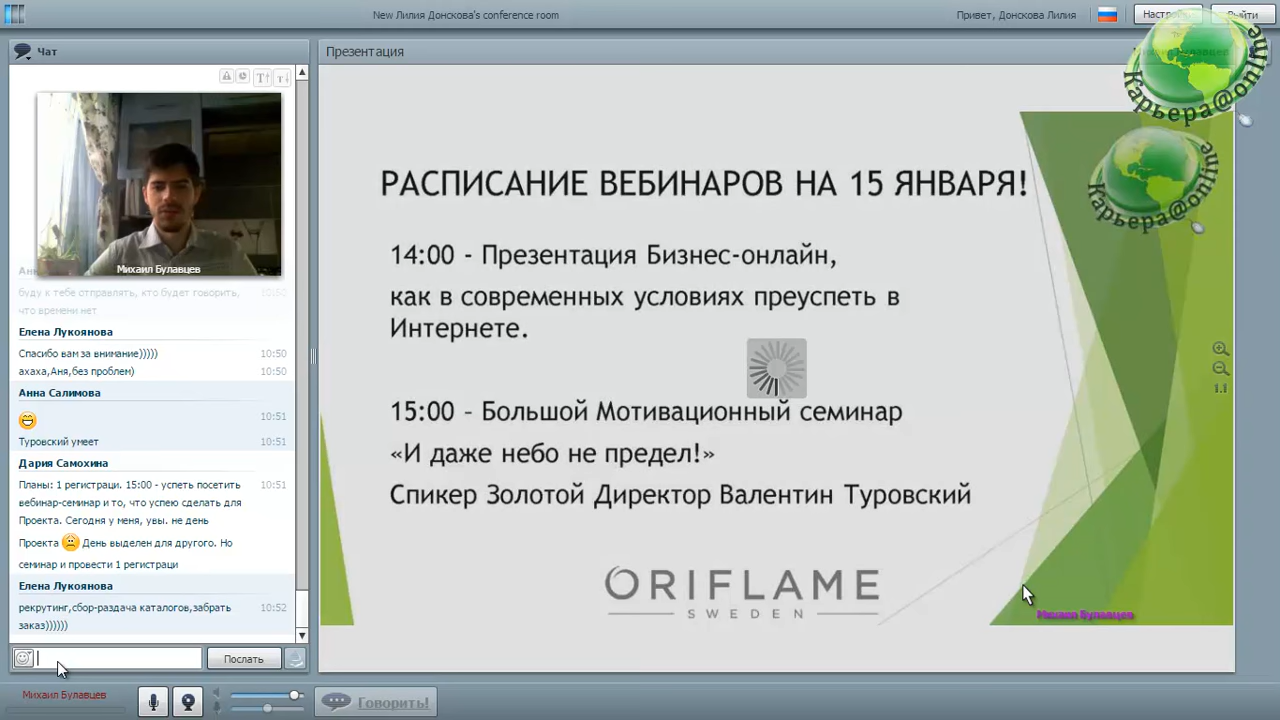 New Лилия Донскова's conference room
Привет, Донскова Лилия
Настройки
Выйти
Чат
Михаил Булавцев
буду к тебе отправлять, кто будет говорить,
10:50
что времени нет
Елена Лукоянова
Спасибо вам за внимание)))))
10:50
ахаха,Аня,без проблем)
10:50
Анна Салимова
10:51
Туровский умеет
10:51
Дария Самохина
Планы: 1 регистраци. 15:00 - успеть посетить
10:51
вебинар-семинар и то, что успею сделать для
Проекта. Сегодня у меня, увы. не день
Проекта День выделен для другого. Но
семинар и провести 1 регистраци
Елена Лукоянова
рекрутинг,сбор-раздача каталогов,забрать
10:52
заказ))))))
Послать
Михаил Булавцев
Говорить!
Презентация
Карьера@online
Карьера@online
РАСПИСАНИЕ ВЕБИНАРОВ НА 15 ЯНВАРЯ!
14:00 - Презентация Бизнес-онлайн,
как в современных условиях преуспеть в
Интернете.
15:00 – Большой Мотивационный семинар
«И даже небо не предел!»
Спикер Золотой Директор Валентин Туровский
ORIFLAME
SWEDEN
Михаил Булавцев
1:1